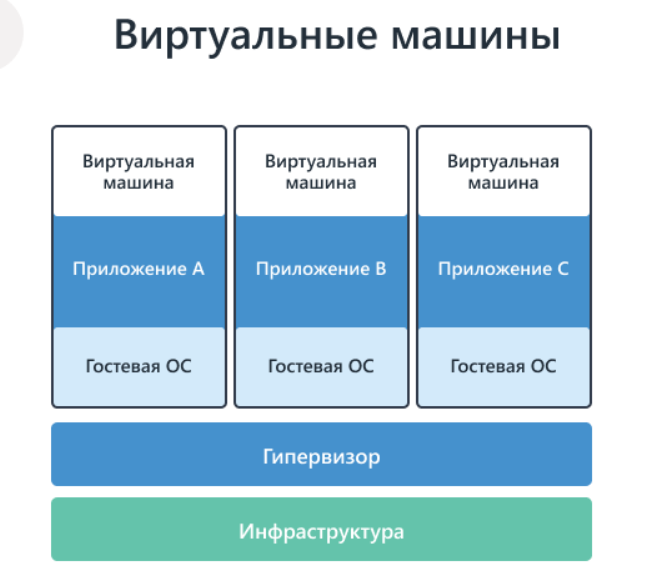 Виртуальные машины
Виртуальная
машина
Виртуальная
машина
Виртуальная
машина
Приложение A
Приложение B
Приложение C
Гостевая ОС
Гостевая ОС
Гостевая ОС
Гипервизор
Инфраструктура